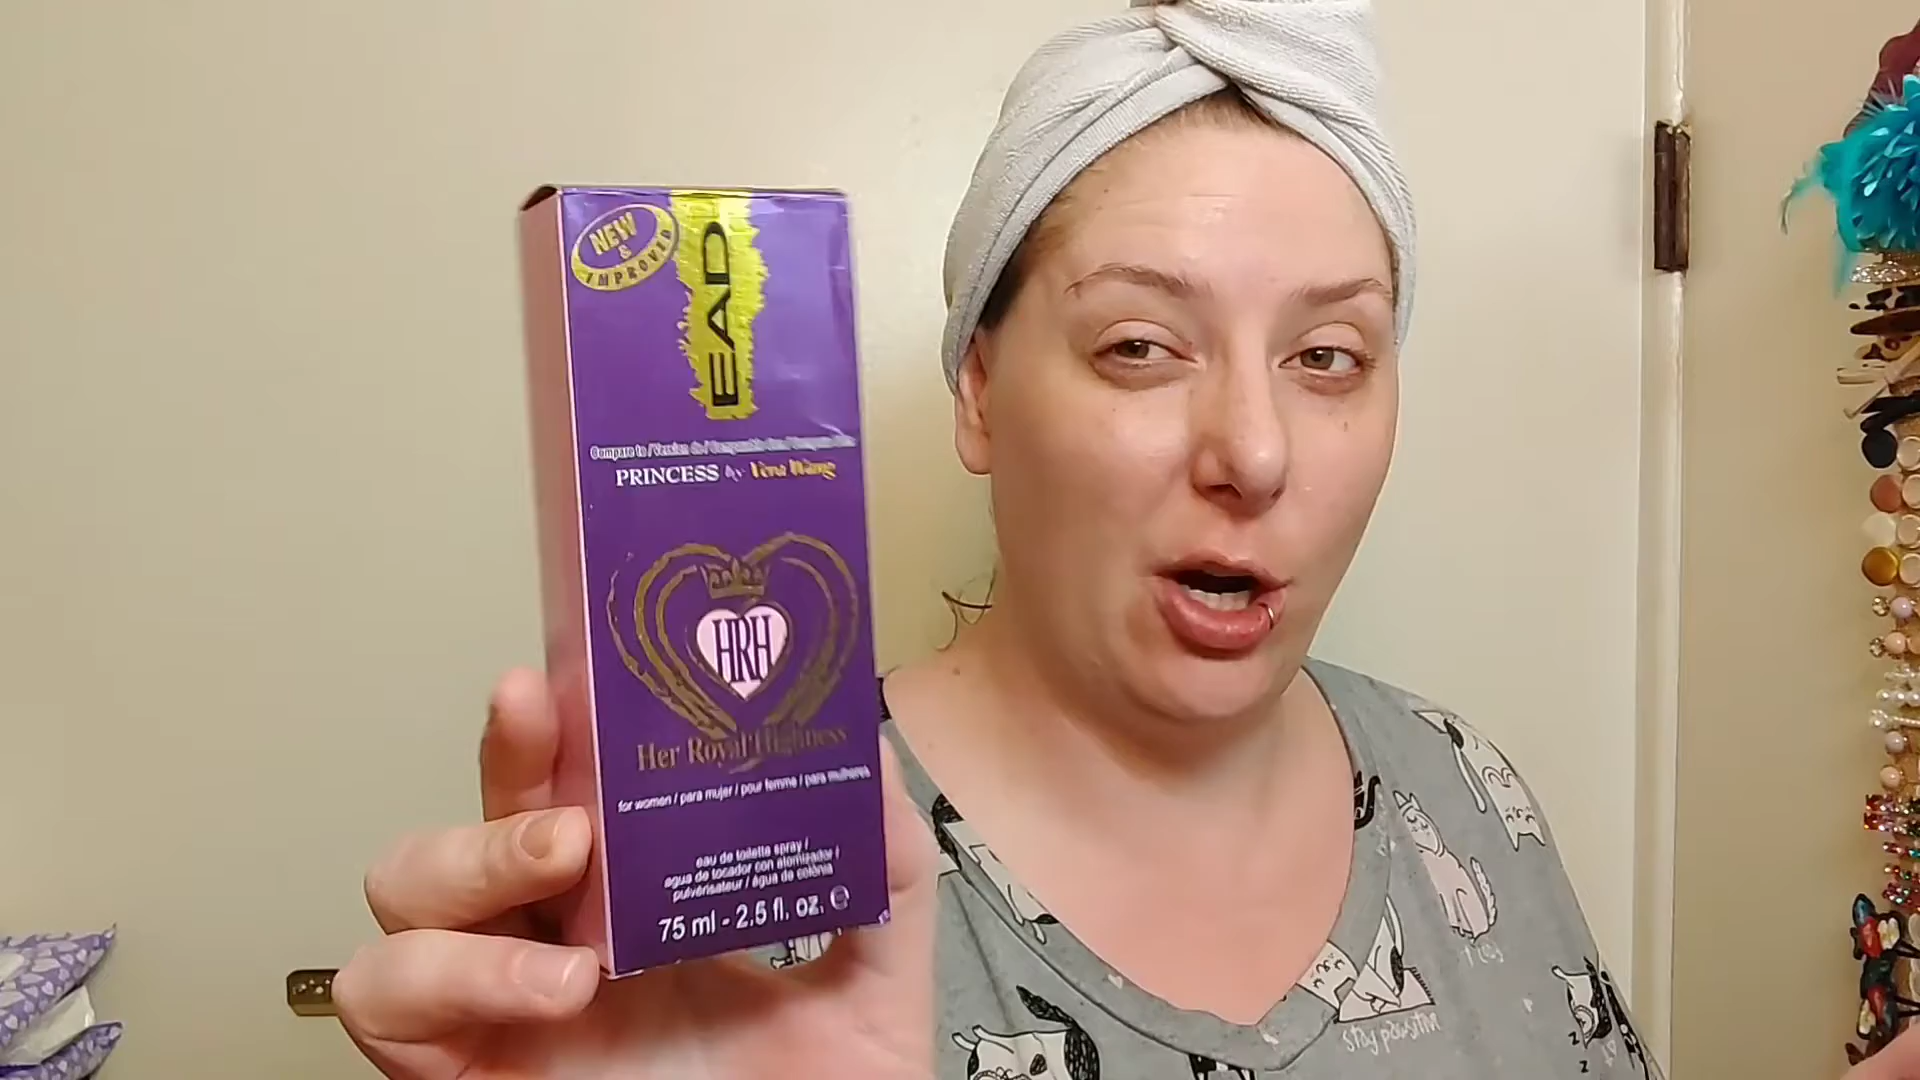 NEW
&
IMPROVED
EAD
Compare to / Version de /
PRINCESS by Vera Wang
HRH
Her Royal Highness
for women / para mujer / pour femme / para mulheres
eau de toilette spray /
agua de tocador con atomizador /
pulvérisateur / água de colônia
75 ml - 2.5 fl. oz. e
stay pawsitive